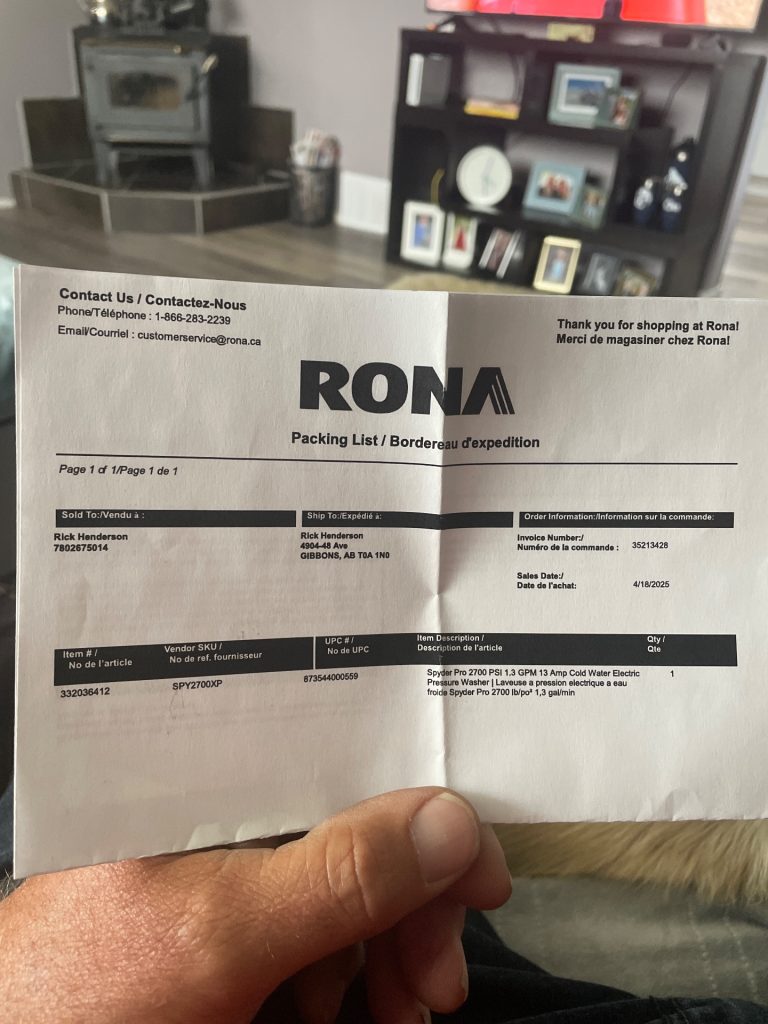 Contact Us / Contactez-Nous
Phone/Téléphone : 1-866-283-2239
Email/Courriel : customerservice@rona.ca
Thank you for shopping at Rona!
Merci de magasiner chez Rona!
RONA
Packing List / Bordereau d'expedition
Page 1 of 1/Page 1 de 1
Sold To:/Vendu à :
Rick Henderson
7802675014
Ship To:/Expédié à:
Rick Henderson
4904-48 Ave
GIBBONS, AB T0A 1N0
Order Information:/Information sur la commande:
Invoice Number:/
Numéro de la commande : 35213428
Sales Date:/
Date de l'achat: 4/18/2025
Item # /
No de l'article
Vendor SKU /
No de ref. fournisseur
UPC # /
No de UPC
Item Description /
Description de l'article
Qty /
Qte
332036412 SPY2700XP 873544000559 Spyder Pro 2700 PSI 1.3 GPM 13 Amp Cold Water Electric 1
Pressure Washer | Laveuse a pression electrique a eau
froide Spyder Pro 2700 lb/po² 1,3 gal/min